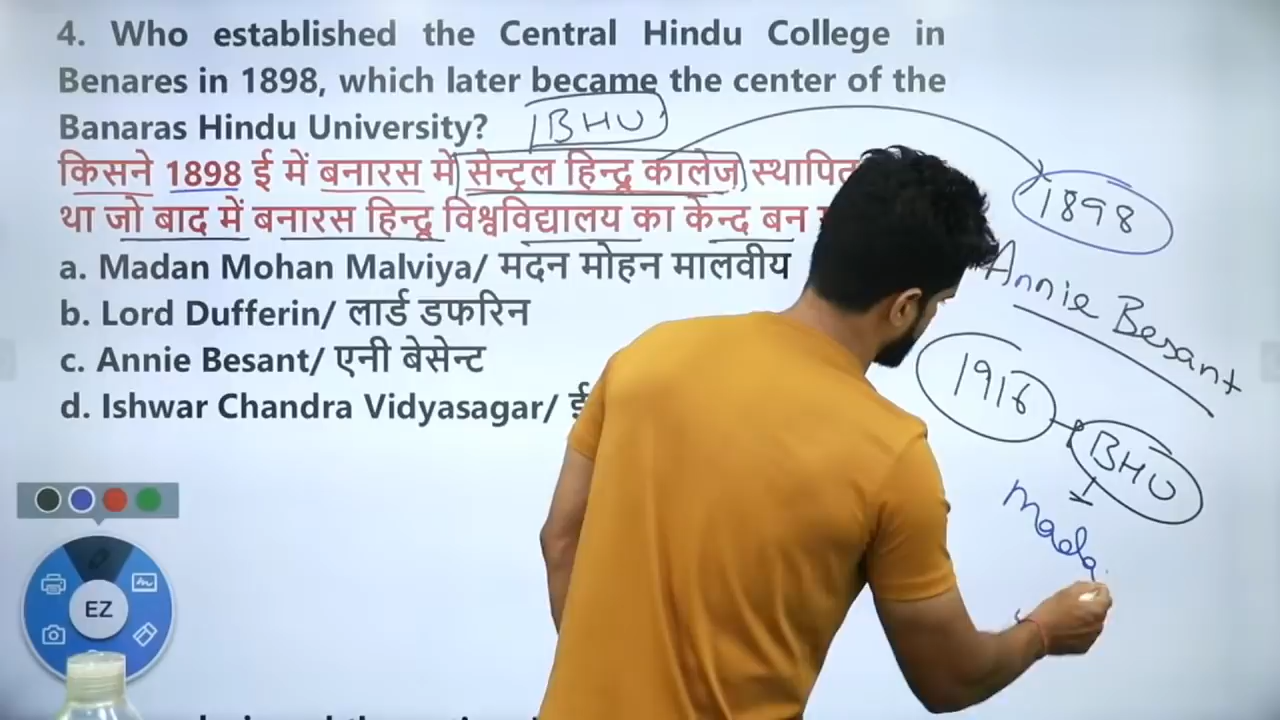 4. Who established the Central Hindu College in
Benares in 1898, which later became the center of the
Banaras Hindu University?
BHU
किसने 1898 ई में बनारस में सेन्ट्रल हिन्दू कालेज स्थापित
था जो बाद में बनारस हिन्दू विश्वविद्यालय का केन्द बन
a. Madan Mohan Malviya/ मदन मोहन मालवीय
b. Lord Dufferin/ लार्ड डफरिन
c. Annie Besant/ एनी बेसेन्ट
d. Ishwar Chandra Vidyasagar/ ई
1898
Annie Besant
1916
BHU
Mada
EZ